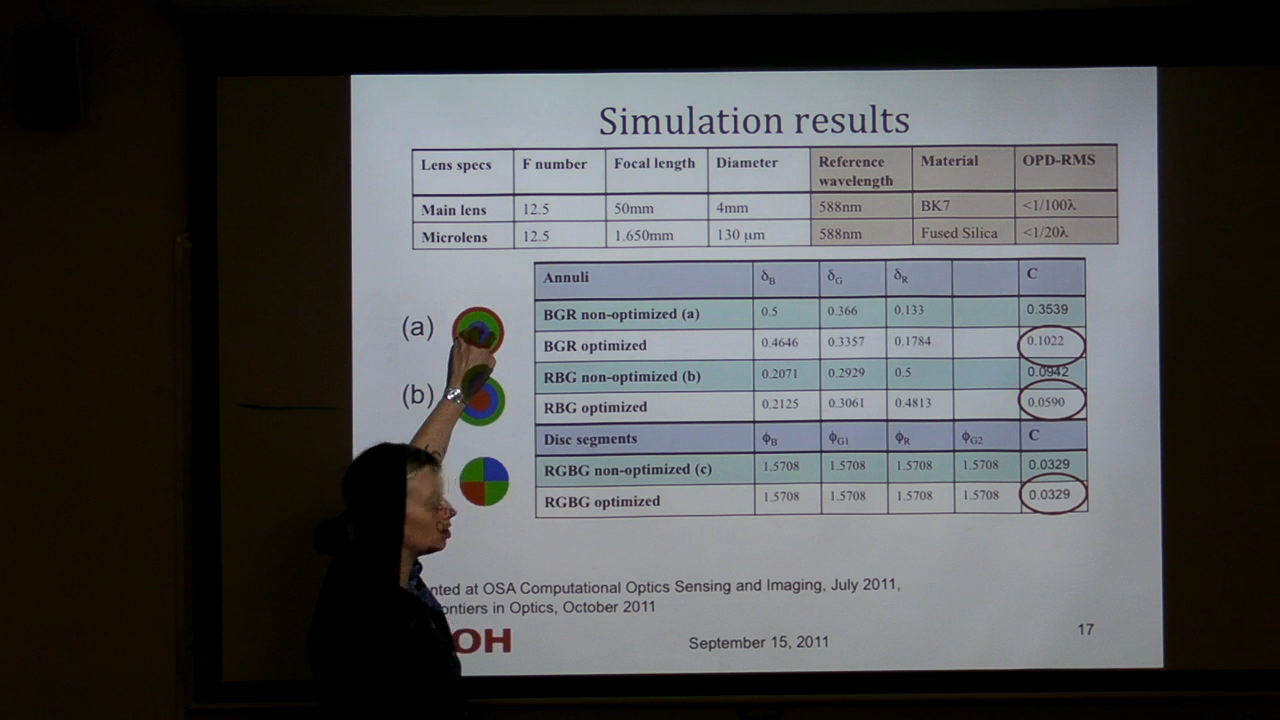 Simulation results
Lens specs F number Focal length Diameter Reference wavelength Material OPD-RMS
Main lens 12.5 50mm 4mm 588nm BK7 <1/100λ
Microlens 12.5 1.650mm 130 μm 588nm Fused Silica <1/20λ
Annuli δB δG δR C
BGR non-optimized (a) 0.5 0.366 0.133 0.3539
(a)
BGR optimized 0.4646 0.3357 0.1784 0.1022
RBG non-optimized (b) 0.2071 0.2929 0.5 0.0942
(b)
RBG optimized 0.2125 0.3061 0.4813 0.0590
Disc segments ϕB ϕG1 ϕR ϕG2 C
RGBG non-optimized (c) 1.5708 1.5708 1.5708 1.5708 0.0329
RGBG optimized 1.5708 1.5708 1.5708 1.5708 0.0329
at OSA Computational Optics Sensing and Imaging, July 2011,
in Optics, October 2011
September 15, 2011
17